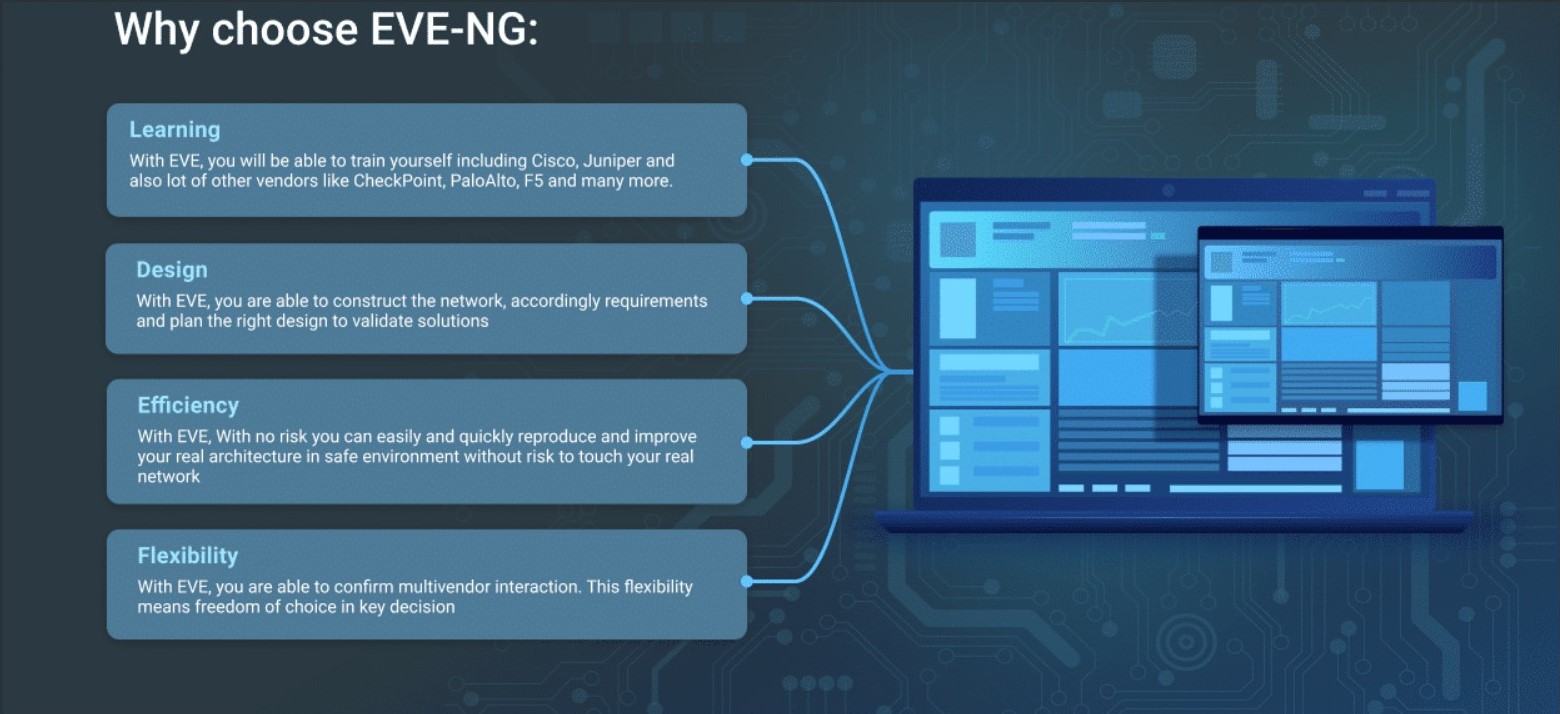 Why choose EVE-NG:
Learning
With EVE, you will be able to train yourself including Cisco, Juniper and
also lot of other vendors like CheckPoint, PaloAlto, F5 and many more.
Design
With EVE, you are able to construct the network, accordingly requirements
and plan the right design to validate solutions
Efficiency
With EVE, With no risk you can easily and quickly reproduce and improve
your real architecture in safe environment without risk to touch your real
network
Flexibility
With EVE, you are able to confirm multivendor interaction. This flexibility
means freedom of choice in key decision